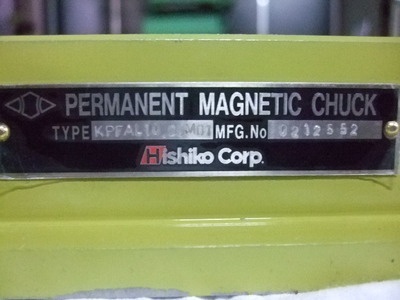 PERMANENT MAGNETIC CHUCK
TYPE MFG.No 0212552
Hishiko Corp.